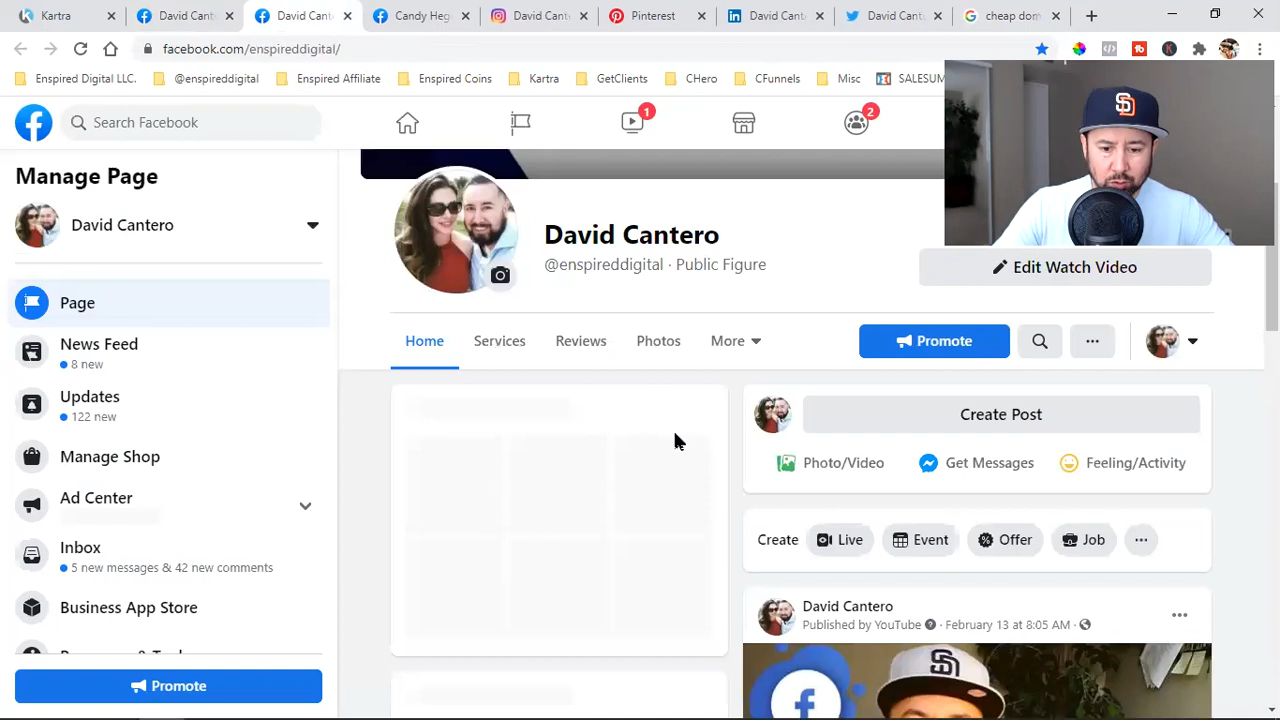 Kartra
David Cant
David Cant
Candy Heg
David Cant
Pinterest
David Cant
David Cant
cheap dom
facebook.com/enspireddigital/
Enspired Digital LLC.
@enspireddigital
Enspired Affiliate
Enspired Coins
Kartra
GetClients
CHero
CFunnels
Misc
SALESUM
Search Facebook
1
2
SD
Manage Page
David Cantero
Page
News Feed
8 new
Updates
122 new
Manage Shop
Ad Center
Inbox
5 new messages & 42 new comments
Business App Store
Promote
David Cantero
@enspireddigital · Public Figure
Edit Watch Video
Home
Services
Reviews
Photos
More
Promote
Create Post
Photo/Video
Get Messages
Feeling/Activity
Create
Live
Event
Offer
Job
David Cantero
Published by YouTube · February 13 at 8:05 AM ·
SD